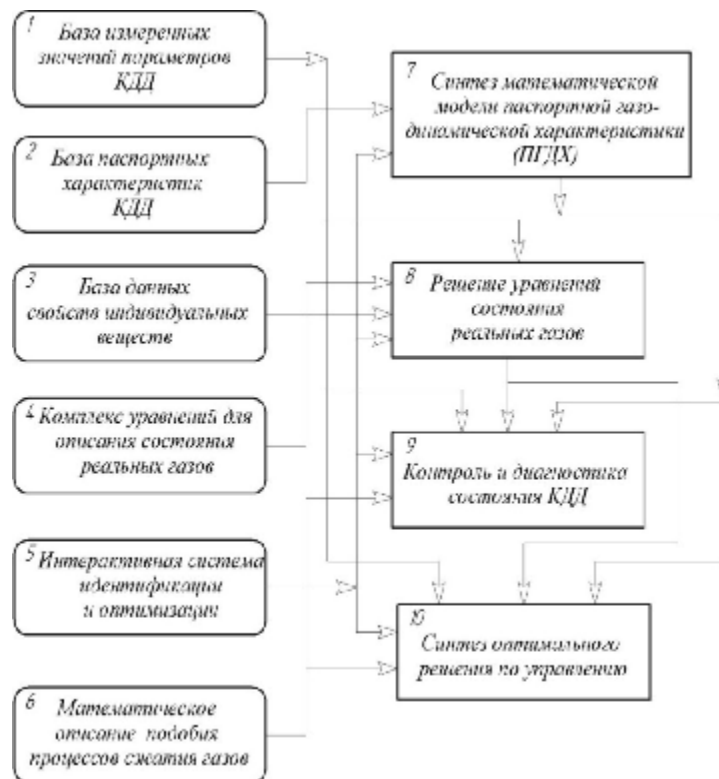 1
База измеренных
значений параметров
КДД
2
База паспортных
характеристик
КДД
3
База данных
свойств индивидуальных
веществ
4
Комплекс уравнений для
описания состояния
реальных газов
5
Интерактивная система
идентификации
и оптимизации
6
Математическое
описание подобия
процессов сжатия газов
7
Синтез математической
модели паспортной газо-
динамической характеристики
(ПГДХ)
8
Решение уравнений
состояния
реальных газов
9
Контроль и диагностика
состояния КДД
10
Синтез оптимального
решения по управлению